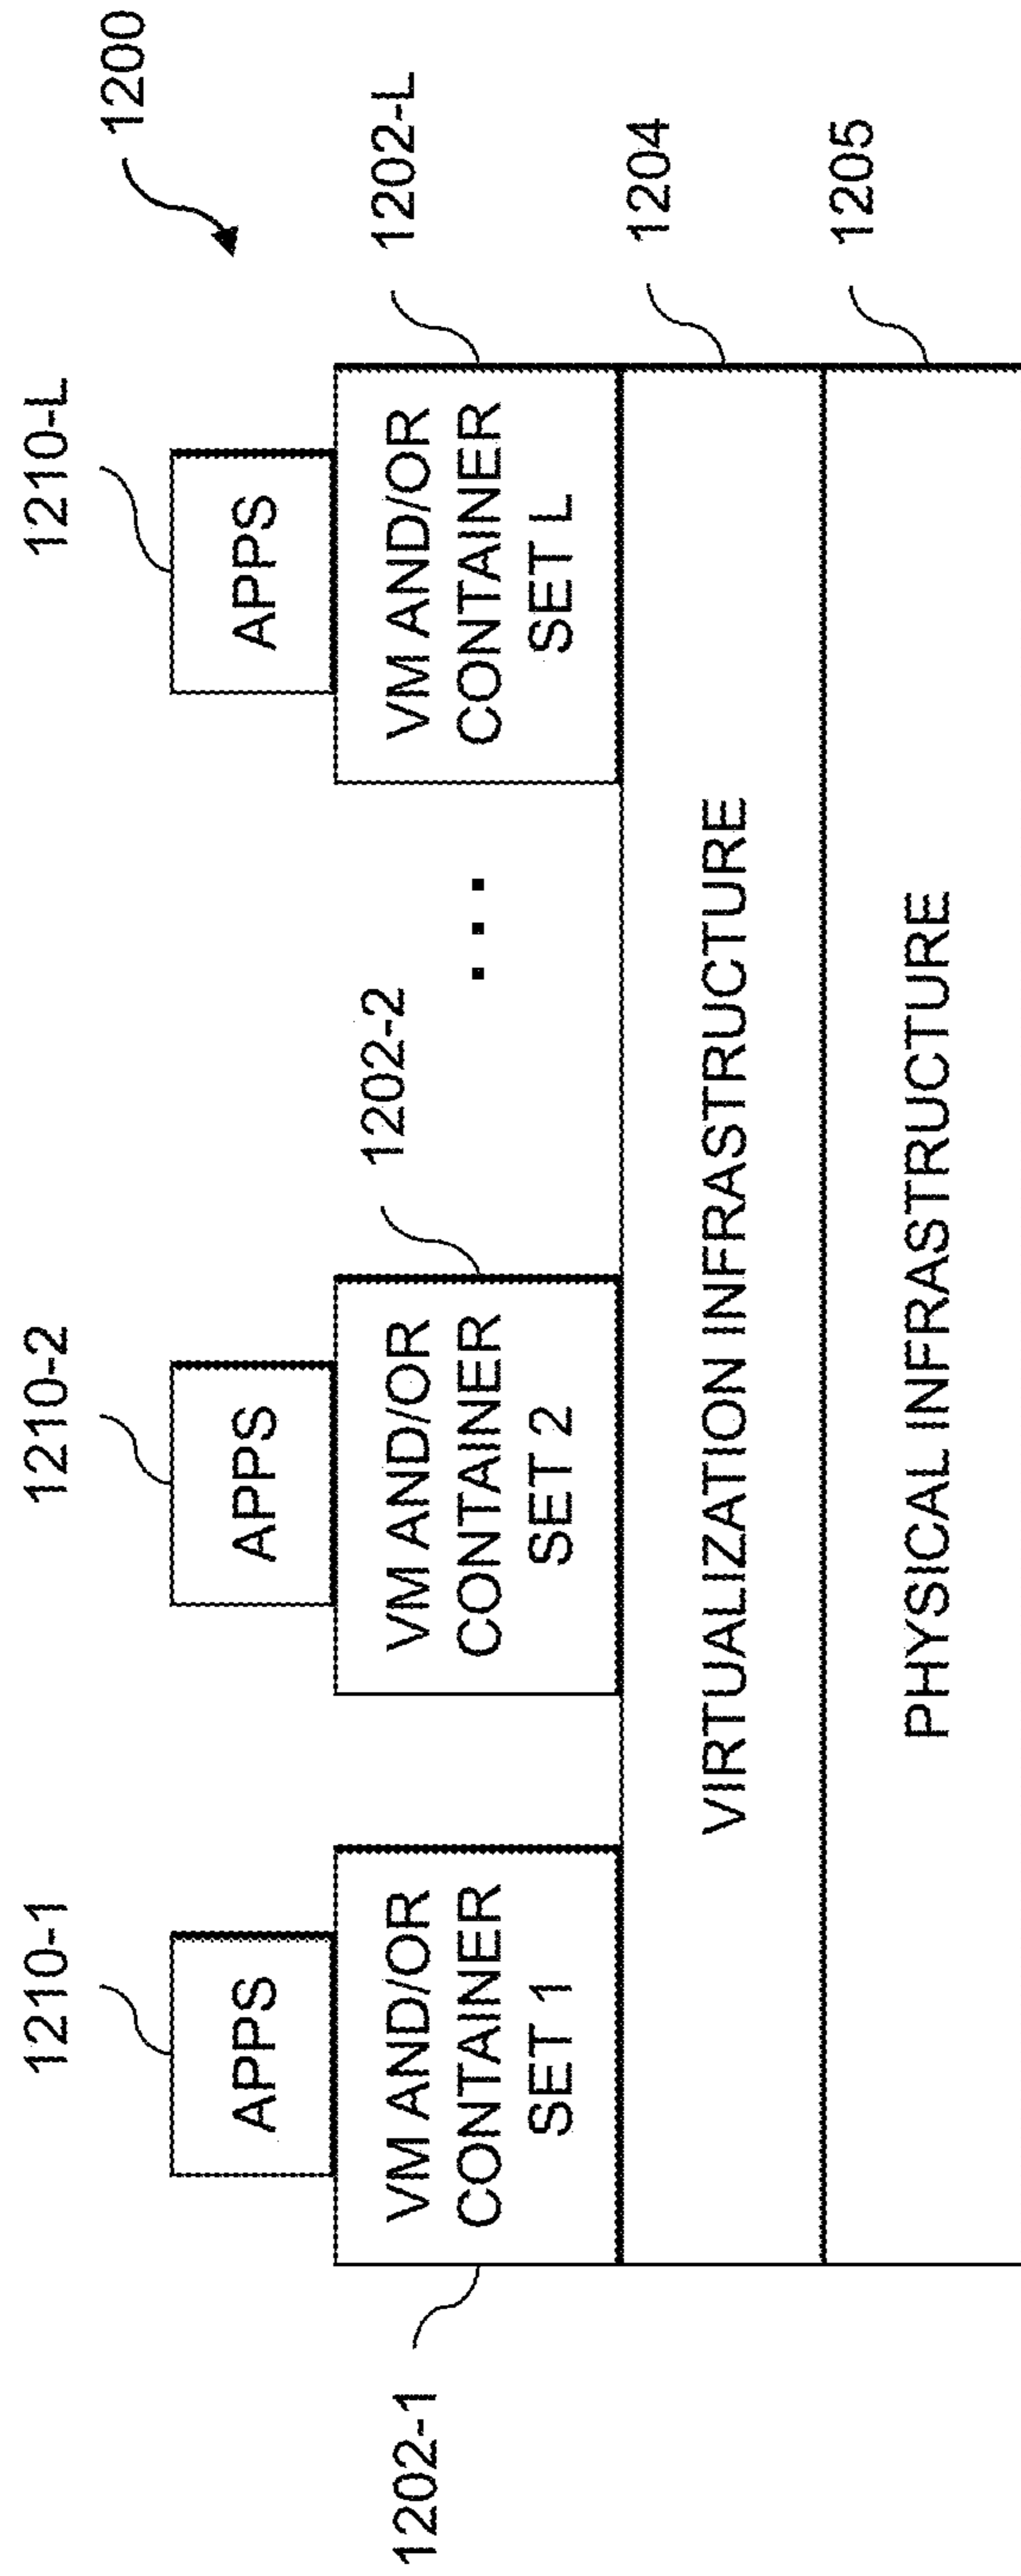 1200
1210-1
1210-2
1210-L
APPS
APPS
APPS
1202-1
VM AND/OR
CONTAINER
SET 1
1202-2
VM AND/OR
CONTAINER
SET 2
...
1202-L
VM AND/OR
CONTAINER
SET L
VIRTUALIZATION INFRASTRUCTURE
1204
PHYSICAL INFRASTRUCTURE
1205